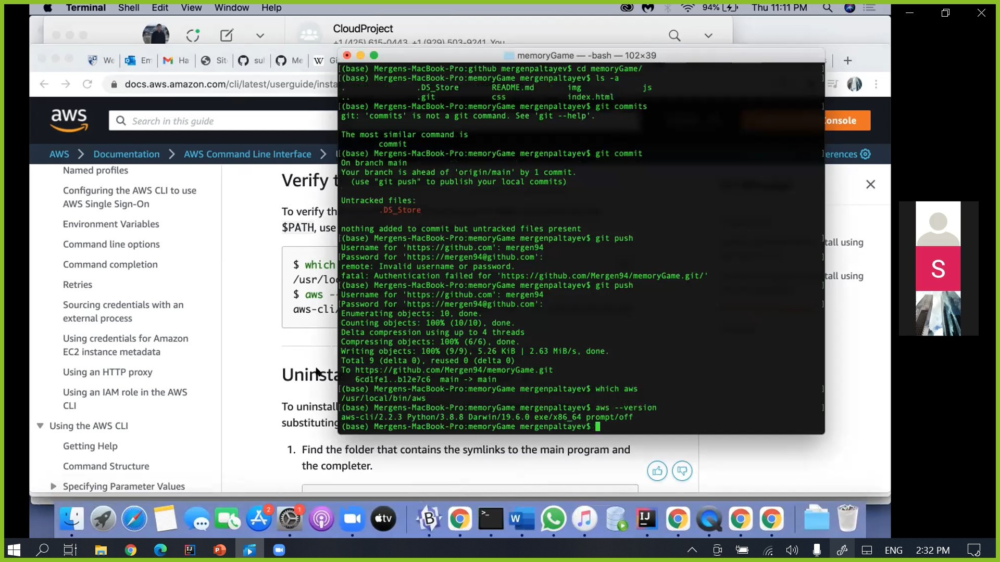 Terminal Shell Edit View Window Help 94% Thu 11:11 PM
CloudProject
+1 (425) 615-0443, +1 (929) 503-9241, You
We Em Ha Sit su Me W Gi
memoryGame — -bash — 102×39
docs.aws.amazon.com/cli/latest/userguide/insta
aws
Search in this guide
Console
AWS Documentation AWS Command Line Interface
erences
Named profiles
Configuring the AWS CLI to use
AWS Single Sign-On
Environment Variables
Command line options
Command completion
Retries
Sourcing credentials with an
external process
Using credentials for Amazon
EC2 instance metadata
Using an HTTP proxy
Using an IAM role in the AWS
CLI
Using the AWS CLI
Getting Help
Command Structure
Specifying Parameter Values
Verify t
To verify th
$PATH, use
$ which
/usr/loc
$ aws --
aws-cli/
Uninsta
To uninstall
substituting
1. Find the folder that contains the symlinks to the main program and
the completer.
tall using
tall using
(base) Mergens-MacBook-Pro:github mergenpaltayev$ cd memoryGame/
(base) Mergens-MacBook-Pro:memoryGame mergenpaltayev$ ls -a
. .DS_Store README.md img js
.. .git css index.html
(base) Mergens-MacBook-Pro:memoryGame mergenpaltayev$ git commits
git: 'commits' is not a git command. See 'git --help'.
The most similar command is
commit
(base) Mergens-MacBook-Pro:memoryGame mergenpaltayev$ git commit
On branch main
Your branch is ahead of 'origin/main' by 1 commit.
(use "git push" to publish your local commits)
Untracked files:
.DS_Store
nothing added to commit but untracked files present
(base) Mergens-MacBook-Pro:memoryGame mergenpaltayev$ git push
Username for 'https://github.com': mergen94
Password for 'https://mergen94@github.com':
remote: Invalid username or password.
fatal: Authentication failed for 'https://github.com/Mergen94/memoryGame.git/'
(base) Mergens-MacBook-Pro:memoryGame mergenpaltayev$ git push
Username for 'https://github.com': mergen94
Password for 'https://mergen94@github.com':
Enumerating objects: 10, done.
Counting objects: 100% (10/10), done.
Delta compression using up to 4 threads
Compressing objects: 100% (6/6), done.
Writing objects: 100% (9/9), 5.26 KiB | 2.63 MiB/s, done.
Total 9 (delta 0), reused 0 (delta 0)
To https://github.com/Mergen94/memoryGame.git
6cd1fe1..b12e7c6 main -> main
(base) Mergens-MacBook-Pro:memoryGame mergenpaltayev$ which aws
/usr/local/bin/aws
(base) Mergens-MacBook-Pro:memoryGame mergenpaltayev$ aws --version
aws-cli/2.2.3 Python/3.8.8 Darwin/19.6.0 exe/x86_64 prompt/off
(base) Mergens-MacBook-Pro:memoryGame mergenpaltayev$
S
2 1 tv B >_ W IJ
IJ P ENG 2:32 PM